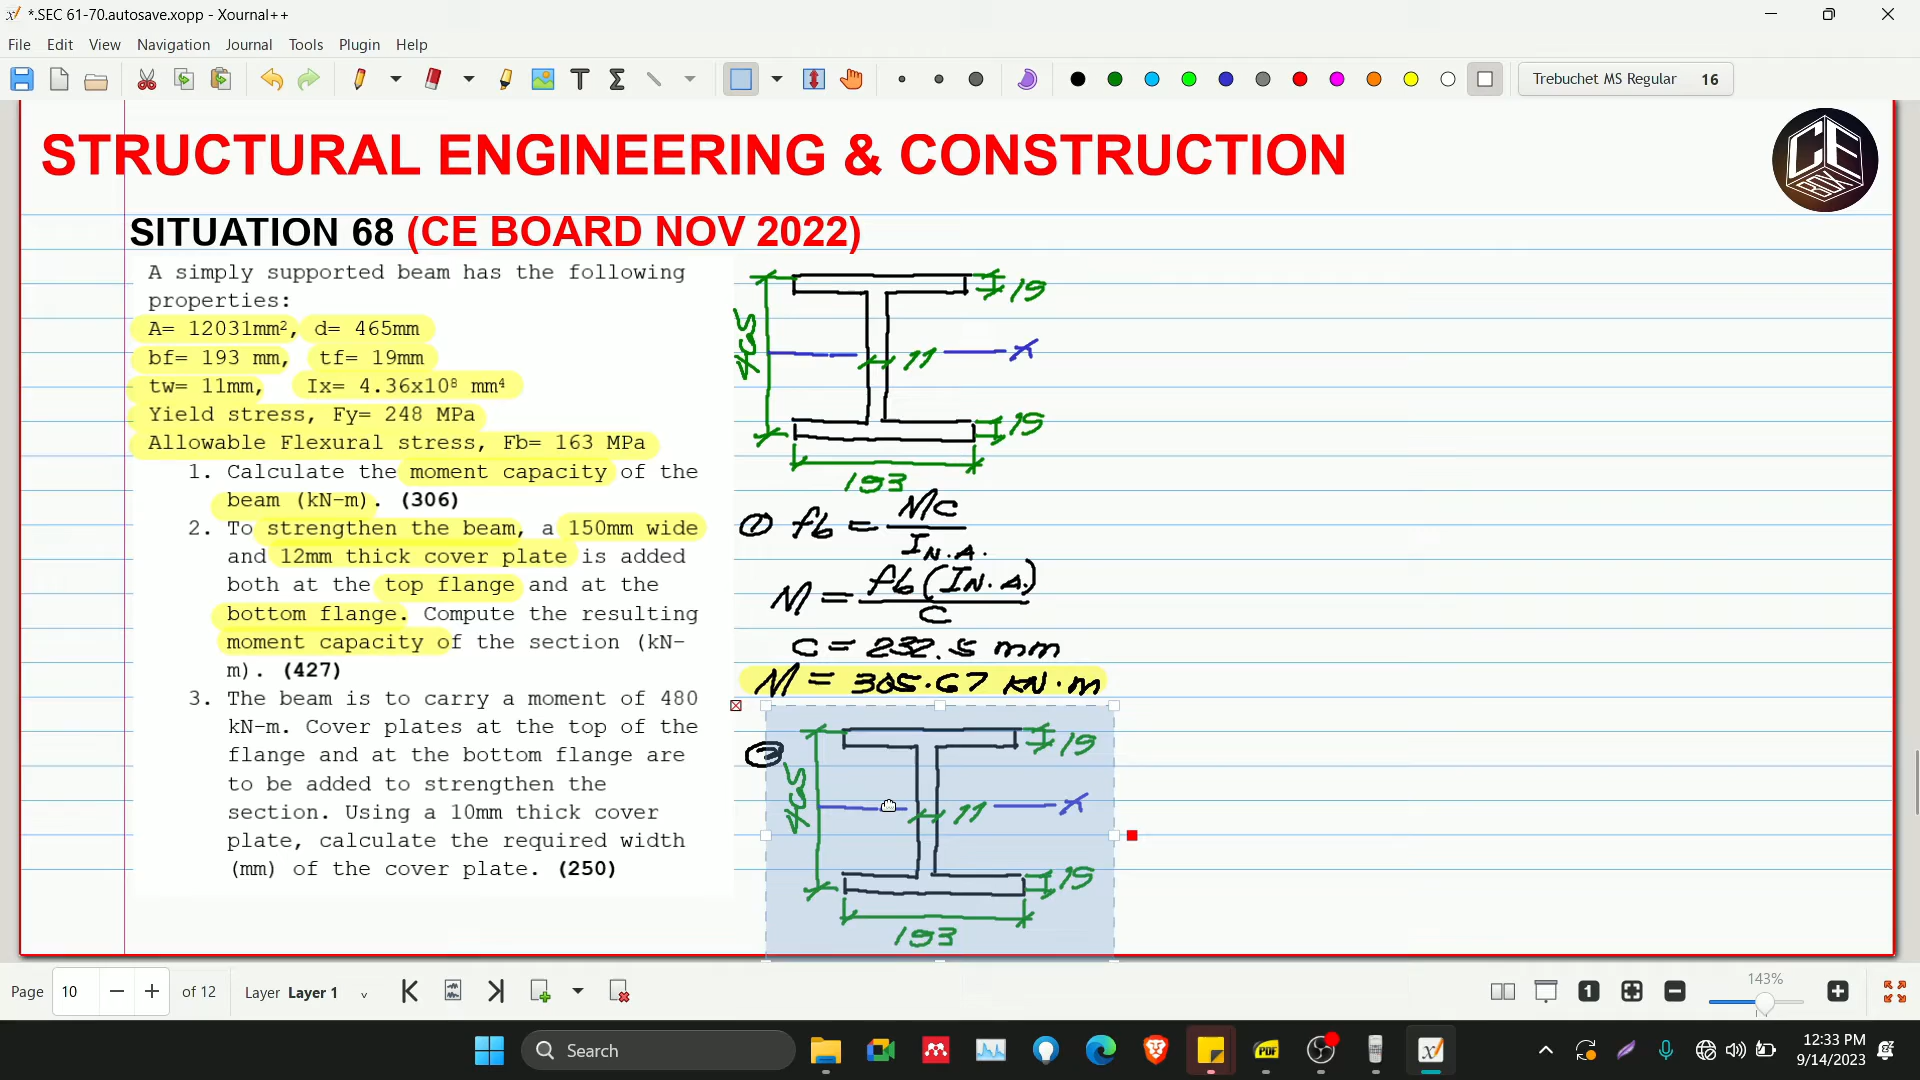 *.SEC 61-70.autosave.xopp - Xournal++
File Edit View Navigation Journal Tools Plugin Help
Trebuchet MS Regular 16
STRUCTURAL ENGINEERING & CONSTRUCTION
CE
BOX
SITUATION 68 (CE BOARD NOV 2022)
A simply supported beam has the following
properties:
A= 12031mm², d= 465mm
bf= 193 mm, tf= 19mm
tw= 11mm, Ix= 4.36x10⁸ mm⁴
Yield stress, Fy= 248 MPa
Allowable Flexural stress, Fb= 163 MPa
1. Calculate the moment capacity of the
beam (kN-m). (306)
2. To strengthen the beam, a 150mm wide
and 12mm thick cover plate is added
both at the top flange and at the
bottom flange. Compute the resulting
moment capacity of the section (kN-
m). (427)
3. The beam is to carry a moment of 480
kN-m. Cover plates at the top of the
flange and at the bottom flange are
to be added to strengthen the
section. Using a 10mm thick cover
plate, calculate the required width
(mm) of the cover plate. (250)
19
465
11 x
19
193
① fb = MC
I N.A.
M = fb (I N.A.)
C
C = 232.5 mm
M = 305.67 kN.m
②
19
465
11 x
19
193
Page 10 of 12 Layer Layer 1
1
143%
Search
PDF
12:33 PM
9/14/2023